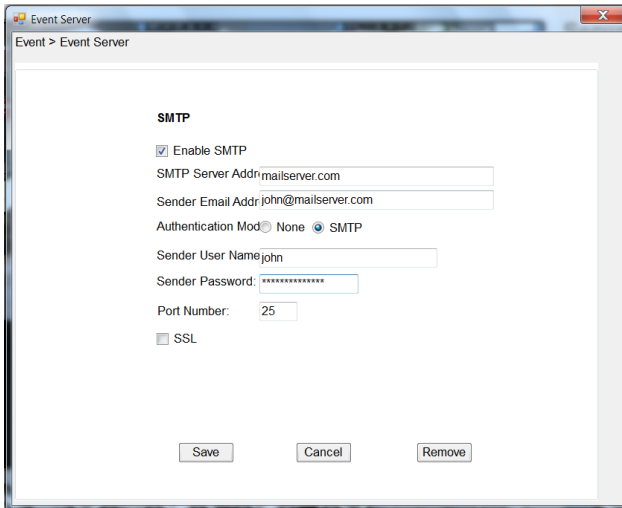 Event Server
Event > Event Server
SMTP
Enable SMTP
SMTP Server Addr mailserver.com
Sender Email Addr john@mailserver.com
Authentication Mod None SMTP
Sender User Name john
Sender Password: **************
Port Number: 25
SSL
Save Cancel Remove